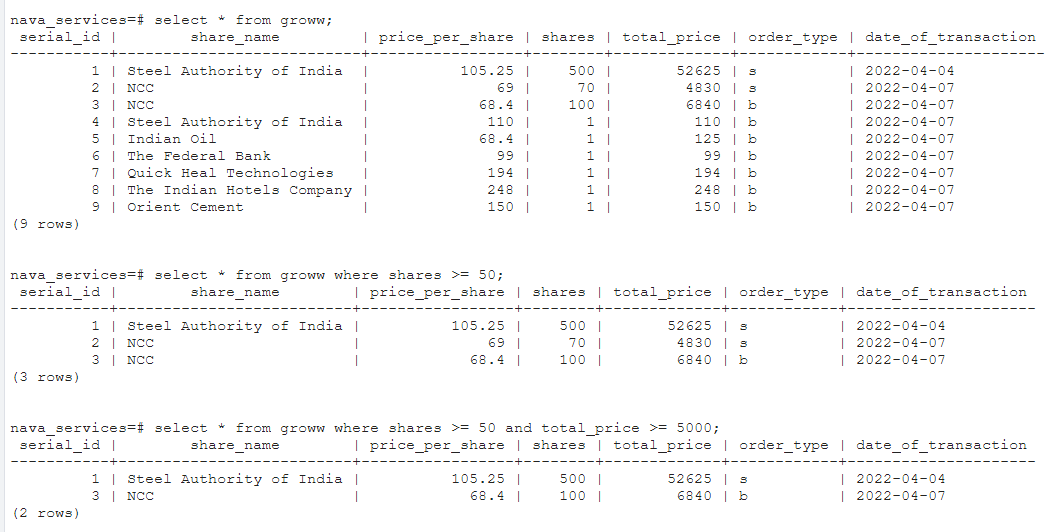 nava_services=# select * from groww;
 serial_id |        share_name         | price_per_share | shares | total_price | order_type | date_of_transaction
-----------+---------------------------+-----------------+--------+-------------+------------+---------------------
         1 | Steel Authority of India  |          105.25 |    500 |       52625 | s          | 2022-04-04
         2 | NCC                       |              69 |     70 |        4830 | s          | 2022-04-07
         3 | NCC                       |            68.4 |    100 |        6840 | b          | 2022-04-07
         4 | Steel Authority of India  |             110 |      1 |         110 | b          | 2022-04-07
         5 | Indian Oil                |            68.4 |      1 |         125 | b          | 2022-04-07
         6 | The Federal Bank          |              99 |      1 |          99 | b          | 2022-04-07
         7 | Quick Heal Technologies   |             194 |      1 |         194 | b          | 2022-04-07
         8 | The Indian Hotels Company |             248 |      1 |         248 | b          | 2022-04-07
         9 | Orient Cement             |             150 |      1 |         150 | b          | 2022-04-07
(9 rows)
nava_services=# select * from groww where shares >= 50;
 serial_id |        share_name        | price_per_share | shares | total_price | order_type | date_of_transaction
-----------+--------------------------+-----------------+--------+-------------+------------+---------------------
         1 | Steel Authority of India |          105.25 |    500 |       52625 | s          | 2022-04-04
         2 | NCC                      |              69 |     70 |        4830 | s          | 2022-04-07
         3 | NCC                      |            68.4 |    100 |        6840 | b          | 2022-04-07
(3 rows)
nava_services=# select * from groww where shares >= 50 and total_price >= 5000;
 serial_id |        share_name        | price_per_share | shares | total_price | order_type | date_of_transaction
-----------+--------------------------+-----------------+--------+-------------+------------+---------------------
         1 | Steel Authority of India |          105.25 |    500 |       52625 | s          | 2022-04-04
         3 | NCC                      |            68.4 |    100 |        6840 | b          | 2022-04-07
(2 rows)